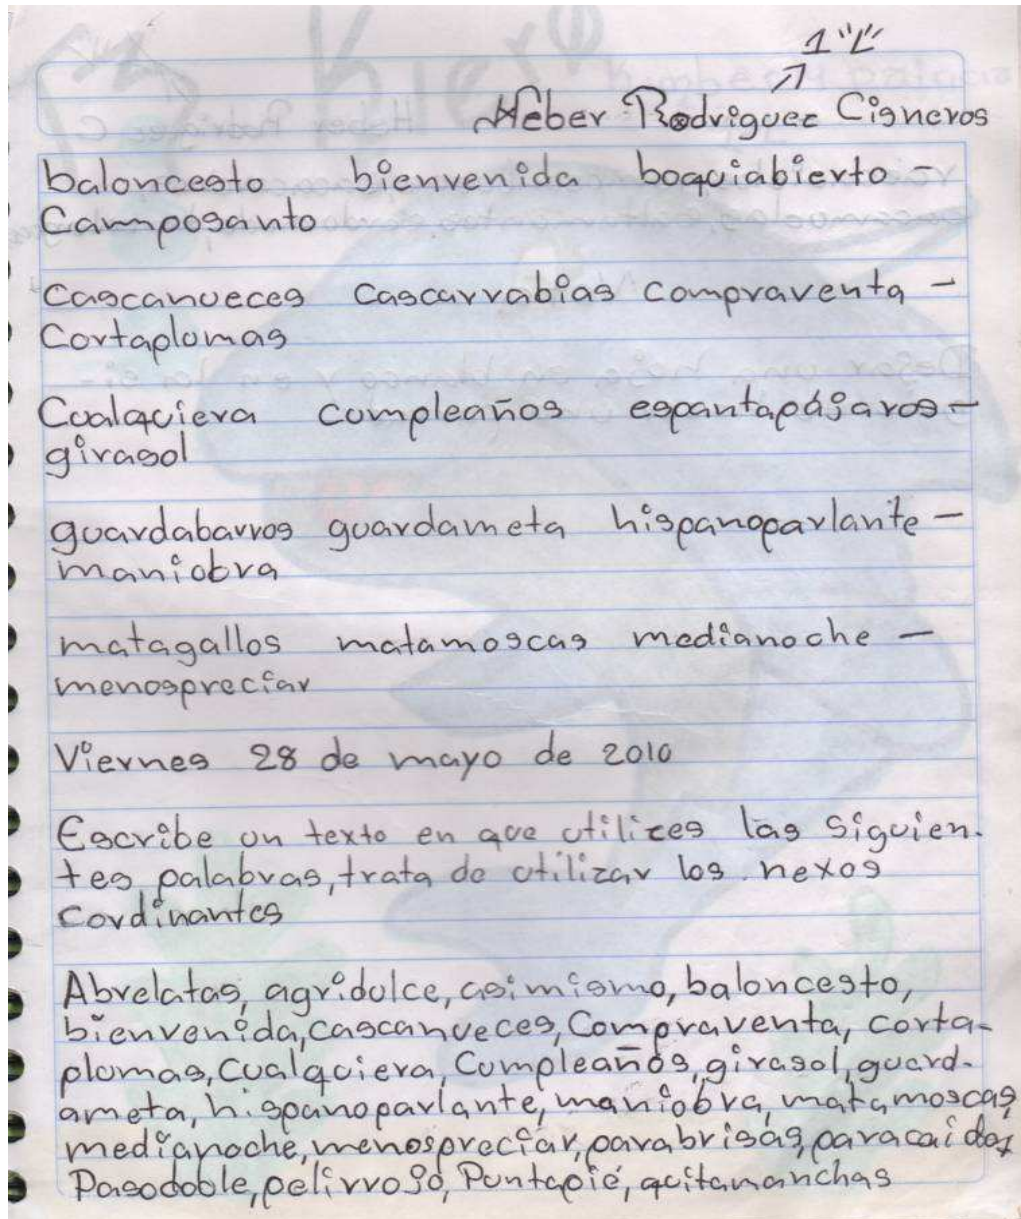 1 "L"
Heber Rodriguez Cisneros
baloncesto bienvenida boquiabierto -
Camposanto
Cascanueces Cascarrabias compraventa -
Cortaplumas
Cualquiera cumpleaños espantapájaros -
girasol
guardabarros guardameta hispanoparlante -
maniobra
matagallos matamoscas medianoche -
menospreciar
Viernes 28 de mayo de 2010
Escribe un texto en que utilizes las siguien-
tes palabras, trata de utilizar los nexos
cordinantes
Abrelatas, agridulce, asimismo, baloncesto,
bienvenida, cascanueces, Compraventa, corta-
plumas, Cualquiera, Cumpleaños, girasol, guard-
ameta, hispanoparlante, maniobra, matamoscas,
medianoche, menospreciar, parabrisas, paracaidas
Pasodoble, pelirrojo, Puntapié, quitamanchas